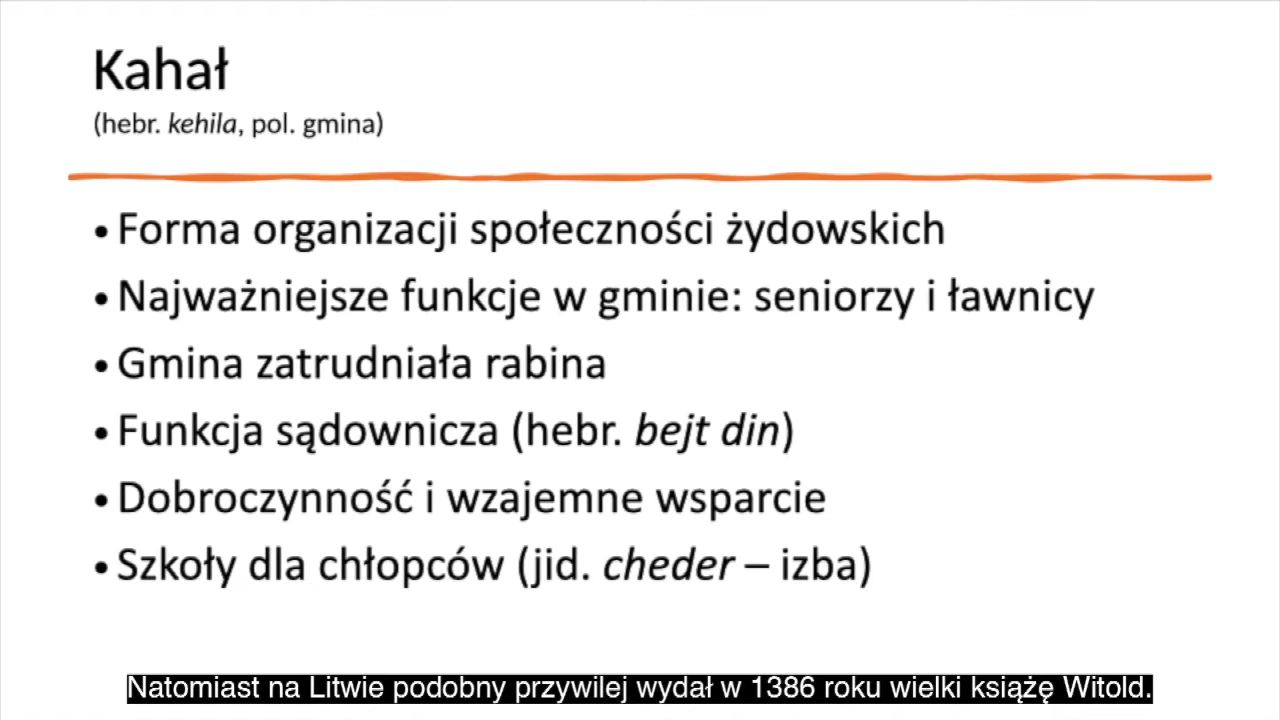 Kahał
(hebr. kehila, pol. gmina)
• Forma organizacji społeczności żydowskich
• Najważniejsze funkcje w gminie: seniorzy i ławnicy
• Gmina zatrudniała rabina
• Funkcja sądownicza (hebr. bejt din)
• Dobroczynność i wzajemne wsparcie
• Szkoły dla chłopców (jid. cheder – izba)
Natomiast na Litwie podobny przywilej wydał w 1386 roku wielki książę Witold.